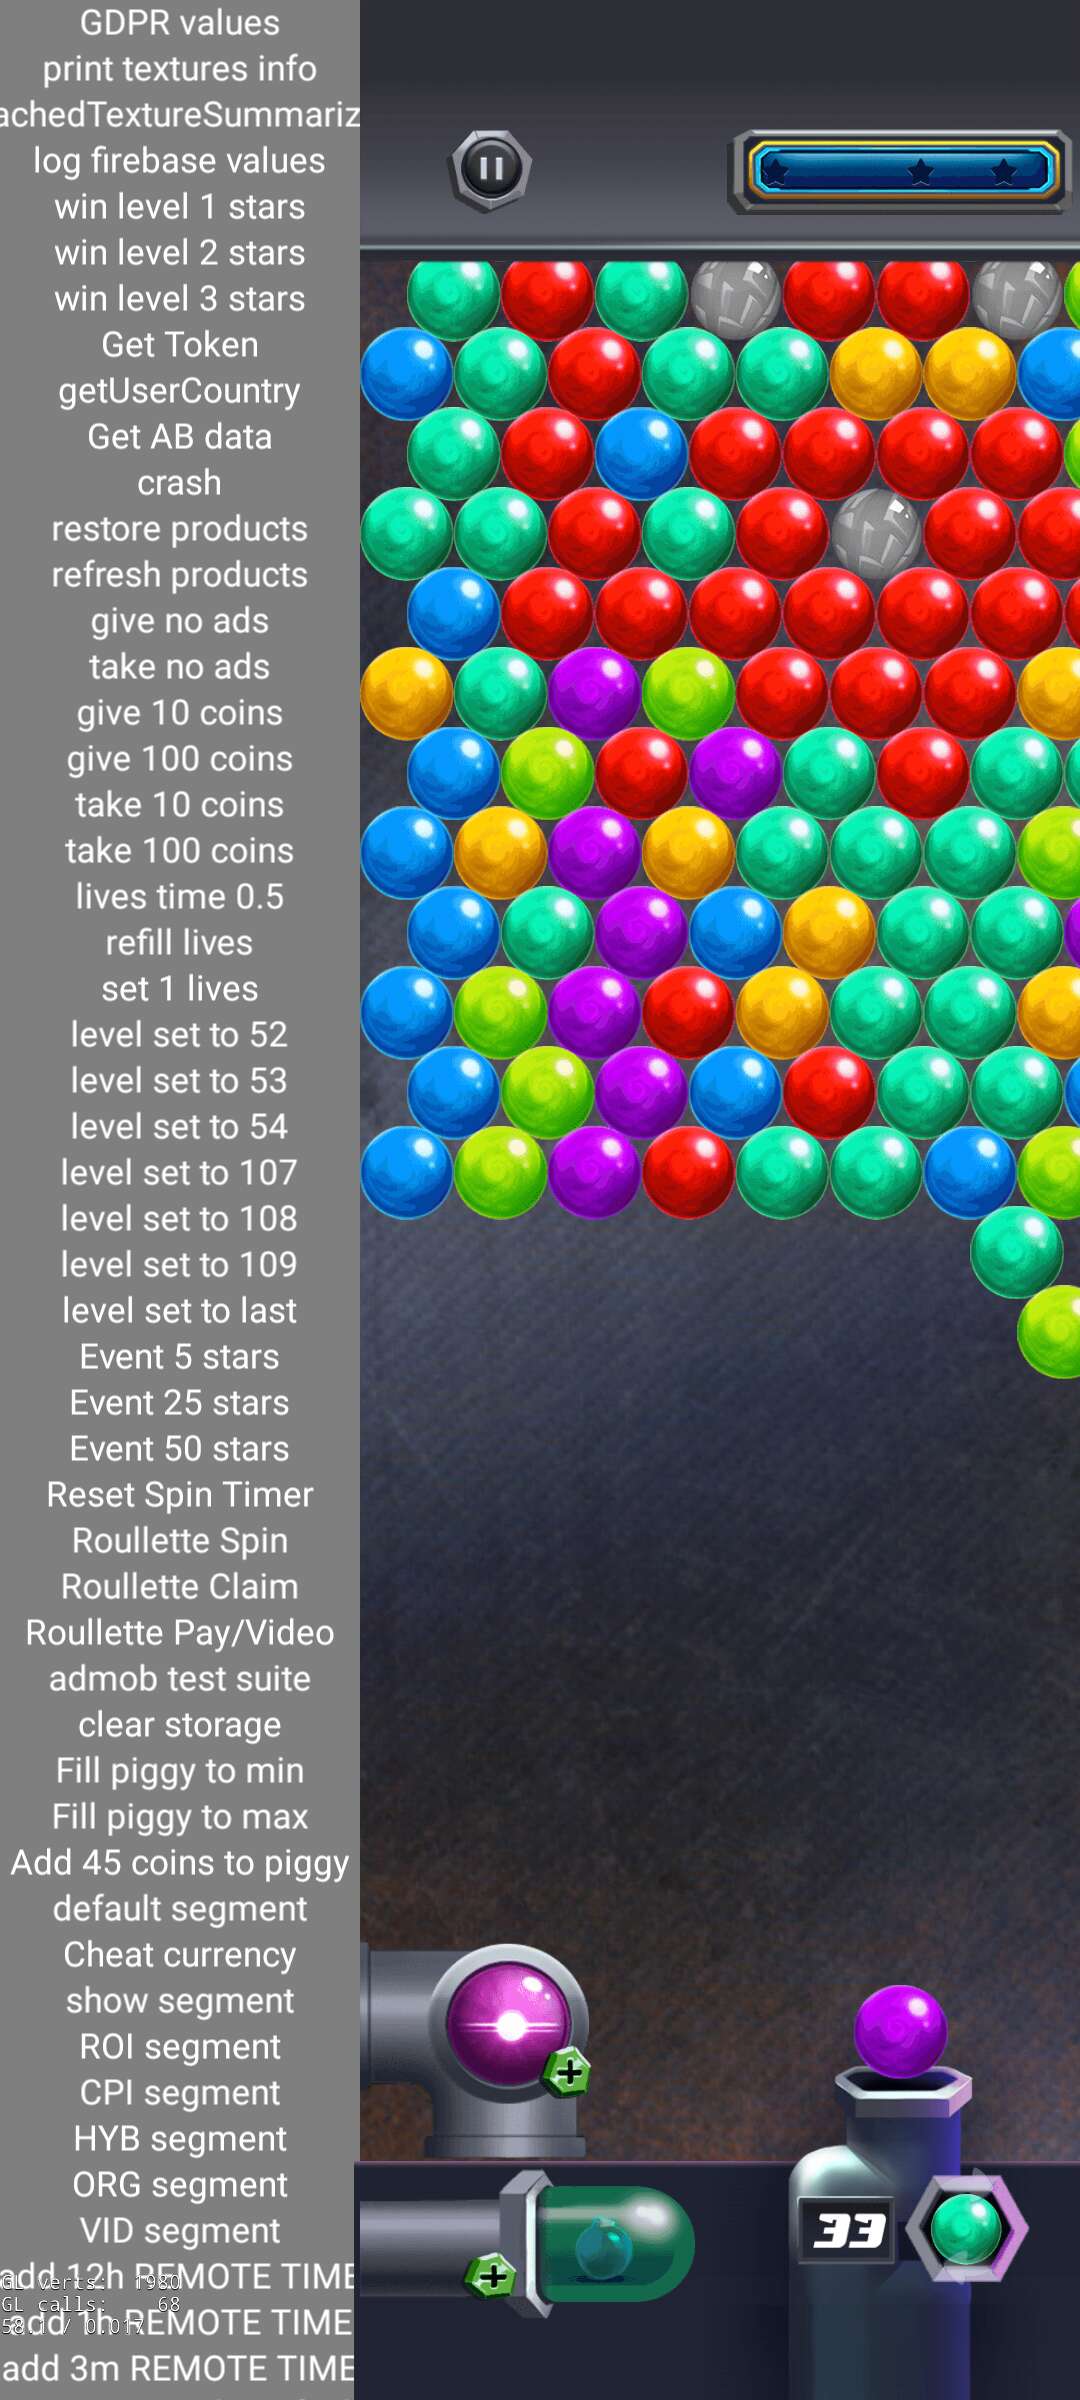 GDPR values
print textures info
achedTextureSummariz
log firebase values
win level 1 stars
win level 2 stars
win level 3 stars
Get Token
getUserCountry
Get AB data
crash
restore products
refresh products
give no ads
take no ads
give 10 coins
give 100 coins
take 10 coins
take 100 coins
lives time 0.5
refill lives
set 1 lives
level set to 52
level set to 53
level set to 54
level set to 107
level set to 108
level set to 109
level set to last
Event 5 stars
Event 25 stars
Event 50 stars
Reset Spin Timer
Roullette Spin
Roullette Claim
Roullette Pay/Video
admob test suite
clear storage
Fill piggy to min
Fill piggy to max
Add 45 coins to piggy
default segment
Cheat currency
show segment
ROI segment
CPI segment
HYB segment
ORG segment
VID segment
33
add 12h REMOTE TIME
GL verts: 1980
GL calls: 68
add 1h REMOTE TIME
58.1 / 0.017
add 3m REMOTE TIME